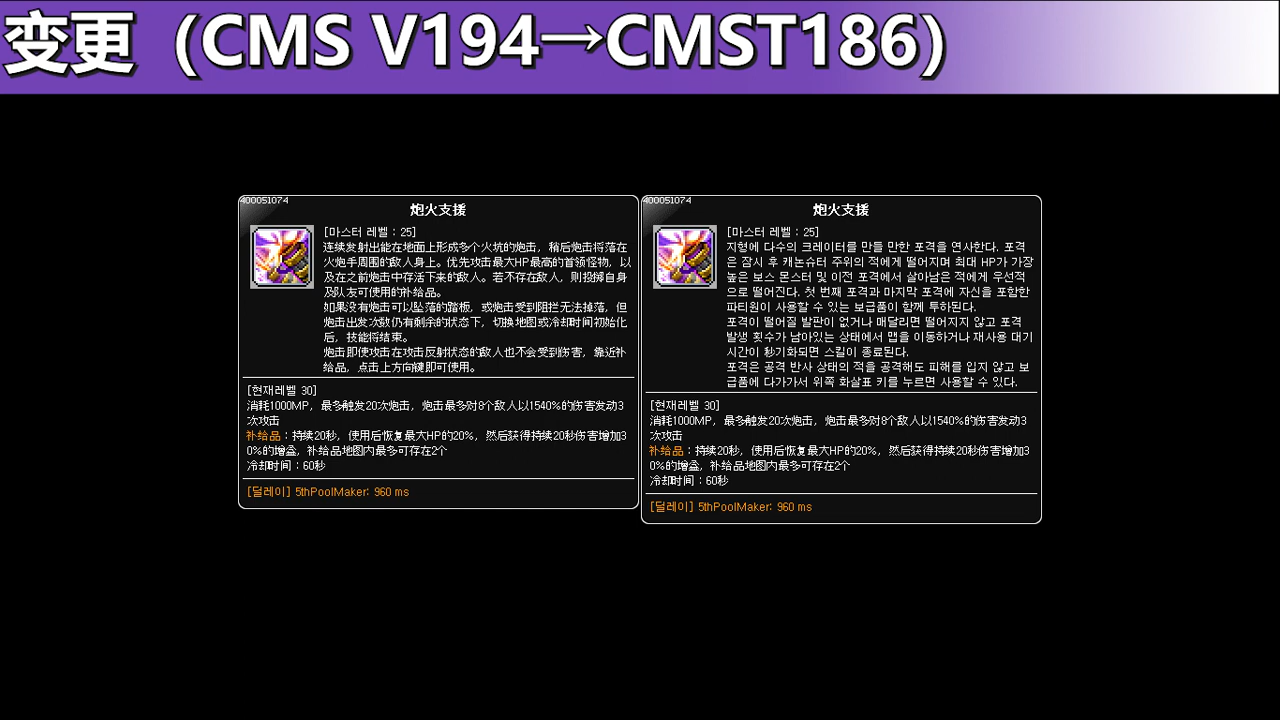 变更（CMS V194→CMST186）
400051074
炮火支援
[마스터 레벨 : 25]
连续发射出能在地面上形成多个火坑的炮击，稍后炮击将落在
火炮手周围的敌人身上。优先攻击最大HP最高的首领怪物，以
及在之前炮击中存活下来的敌人。若不存在敌人，则投掷自身
及队友可使用的补给品。
如果没有炮击可以坠落的踏板，或炮击受到阻拦无法掉落，但
炮击出发次数仍有剩余的状态下，切换地图或冷却时间初始化
后，技能将结束。
炮击即使攻击在攻击反射状态的敌人也不会受到伤害，靠近补
给品，点击上方向键即可使用。
[현재레벨 30]
消耗1000MP，最多触发20次炮击，炮击最多对8个敌人以1540%的伤害发动3
次攻击
补给品：持续20秒，使用后恢复最大HP的20%，然后获得持续20秒伤害增加3
0%的增益，补给品地图内最多可存在2个
冷却时间：60秒
[딜레이] 5thPoolMaker: 960 ms
400051074
炮火支援
[마스터 레벨 : 25]
지형에 다수의 크레이터를 만들 만한 포격을 연사한다. 포격
은 잠시 후 캐논슈터 주위의 적에게 떨어지며 최대 HP가 가장
높은 보스 몬스터 및 이전 포격에서 살아남은 적에게 우선적
으로 떨어진다. 첫 번째 포격과 마지막 포격에 자신을 포함한
파티원이 사용할 수 있는 보급품이 함께 투하된다.
포격이 떨어질 발판이 없거나 매달리면 떨어지지 않고 포격
발생 횟수가 남아있는 상태에서 맵을 이동하거나 재사용 대기
시간이 초기화되면 스킬이 종료된다.
포격은 공격 반사 상태의 적을 공격해도 피해를 입지 않고 보
급품에 다가가서 위쪽 화살표 키를 누르면 사용할 수 있다.
[현재레벨 30]
消耗1000MP，最多触发20次炮击，炮击最多对8个敌人以1540%的伤害发动3
次攻击
补给品：持续20秒，使用后恢复最大HP的20%，然后获得持续20秒伤害增加3
0%的增益，补给品地图内最多可存在2个
冷却时间：60秒
[딜레이] 5thPoolMaker: 960 ms